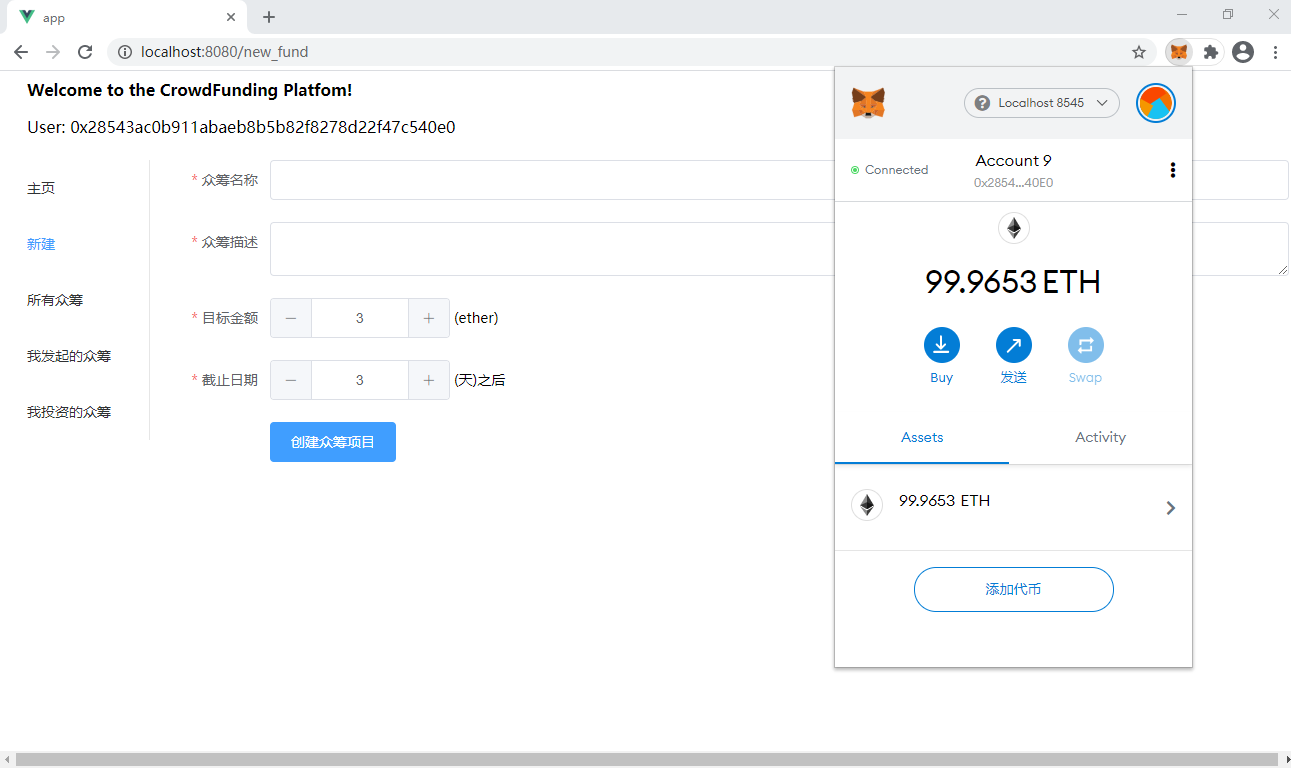 app
localhost:8080/new_fund
Welcome to the CrowdFunding Platfom!
User: 0x28543ac0b911abaeb8b5b82f8278d22f47c540e0
主页
新建
所有众筹
我发起的众筹
我投资的众筹
* 众筹名称
* 众筹描述
* 目标金额 − 3 + (ether)
* 截止日期 − 3 + (天)之后
创建众筹项目
? Localhost 8545
Connected
Account 9
0x2854...40E0
99.9653 ETH
Buy 发送 Swap
Assets Activity
99.9653 ETH
添加代币